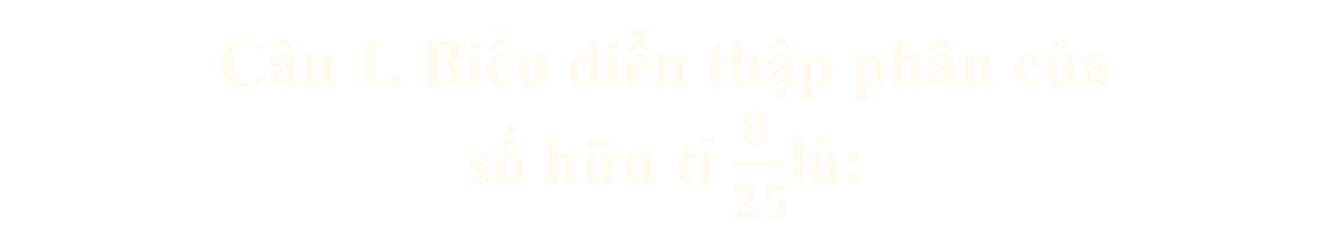 Câu 1. Biểu diễn thập phân của
số hữu tỉ 8/25 là: